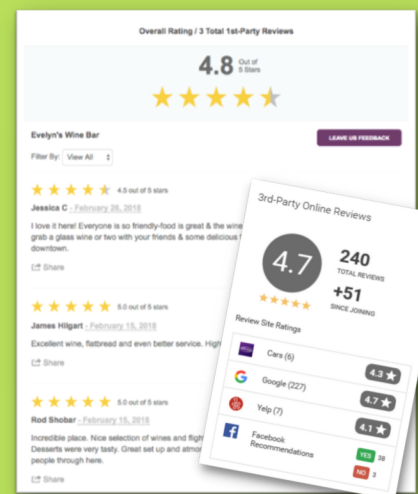 Overall Rating / 3 Total 1st-Party Reviews
4.8 Out of
5 Stars
Evelyn's Wine Bar
LEAVE US FEEDBACK
Filter By: View All
4.5 out of 5 stars
Jessica C - February 26, 2018
I love it here! Everyone is so friendly-food is great & the wine
grab a glass wine or two with your friends & some delicious
downtown.
Share
5.0 out of 5 stars
James Hilgart - February 15, 2018
Excellent wine, flatbread and even better service. High
Share
5.0 out of 5 stars
Rod Shobar - February 15, 2018
Incredible place. Nice selection of wines and fligh
Desserts were very tasty. Great set up and atmo
people through here.
Share
3rd-Party Online Reviews
4.7
240
TOTAL REVIEWS
+51
SINCE JOINING
Review Site Ratings
Cars (6) 4.3
Google (227) 4.7
Yelp (7) 4.1
Facebook
Recommendations
YES 38
NO 3